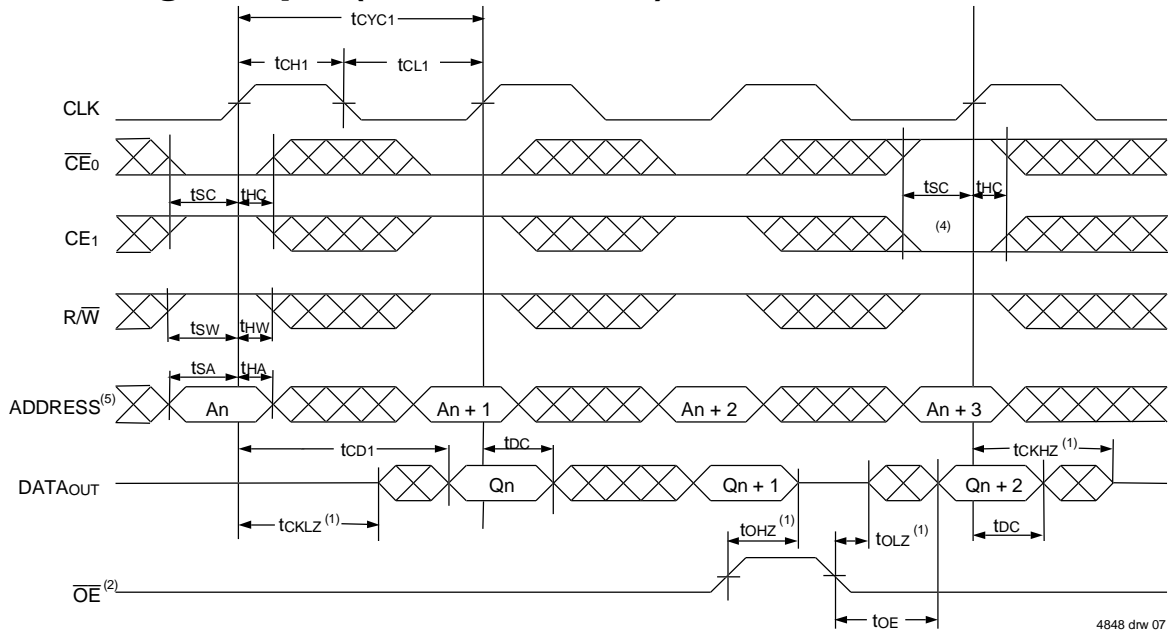 tCYC1
tCH1
tCL1
CLK
CE0
tSC
tHC
tSC
tHC
CE1
(4)
R/W
tSW
tHW
tSA
tHA
ADDRESS(5)
An
An + 1
An + 2
An + 3
tCD1
tDC
tCKHZ (1)
DATAOUT
Qn
Qn + 1
Qn + 2
tCKLZ (1)
tOHZ (1)
tOLZ (1)
tDC
OE (2)
tOE
4848 drw 07